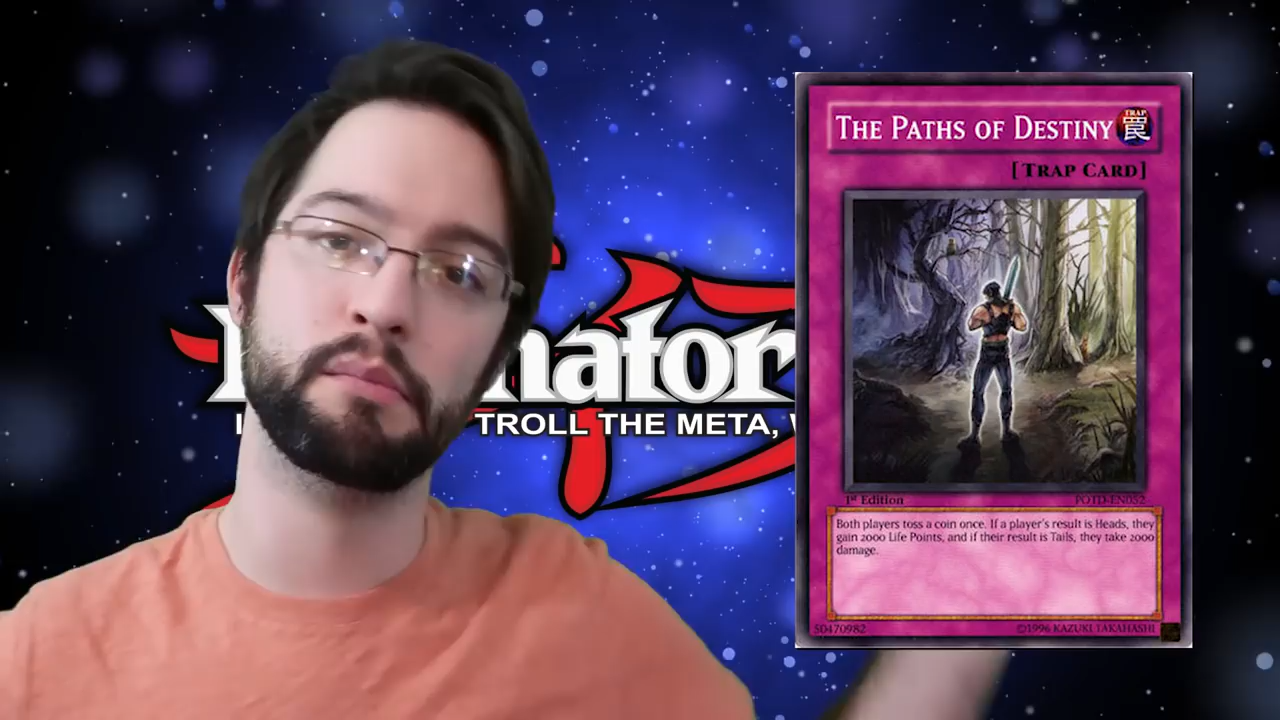 TROLL THE META,
THE PATHS OF DESTINY
TRAP
罠
[TRAP CARD]
1st Edition
POTD-EN052
Both players toss a coin once. If a player's result is Heads, they
gain 2000 Life Points, and if their result is Tails, they take 2000
damage.
50470982
©1996 KAZUKI TAKAHASHI